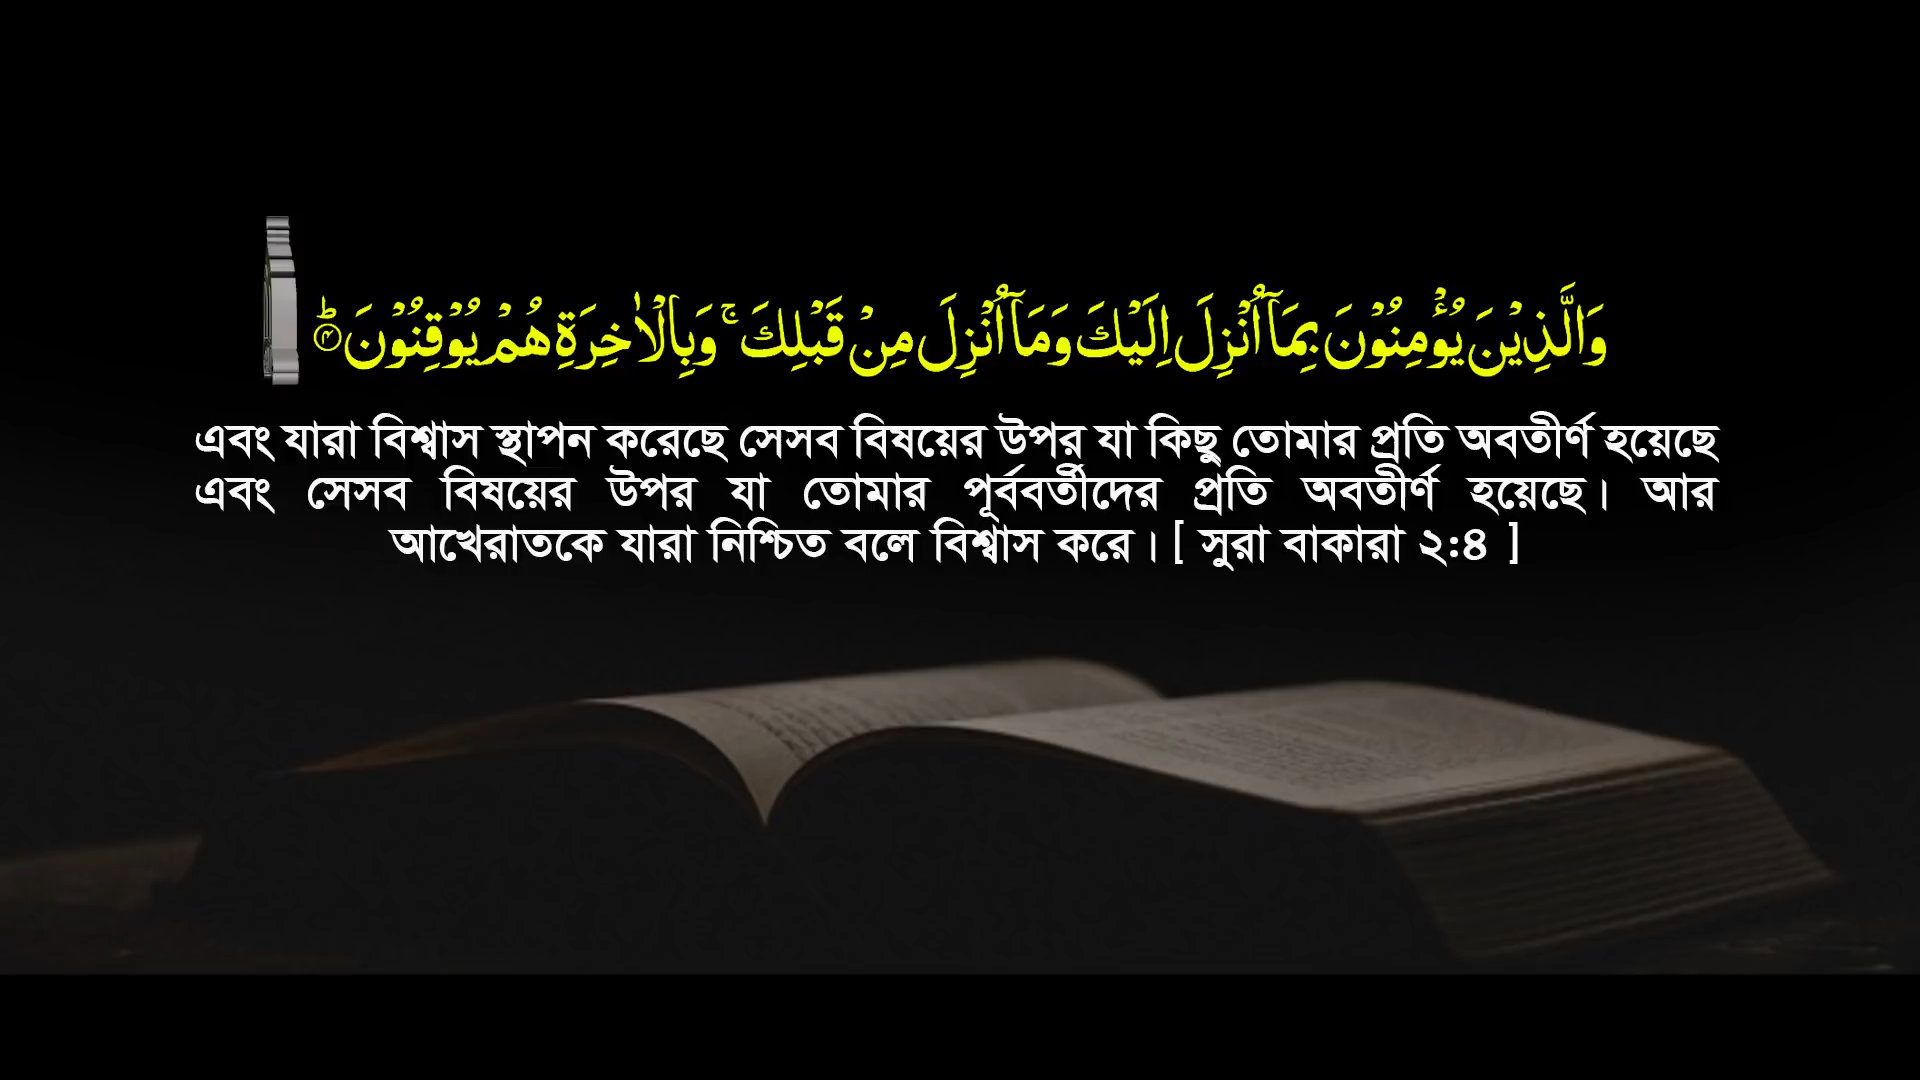 وَالَّذِيْنَ يُؤْمِنُوْنَ بِمَآ اُنْزِلَ اِلَيْكَ وَمَآ اُنْزِلَ مِنْ قَبْلِكَ ۚ وَبِالْاٰخِرَةِ هُمْ يُوْقِنُوْنَ ؕ ﴿۴﴾
এবং যারা বিশ্বাস স্থাপন করেছে সেসব বিষয়ের উপর যা কিছু তোমার প্রতি অবতীর্ণ হয়েছে
এবং সেসব বিষয়ের উপর যা তোমার পূর্ববর্তীদের প্রতি অবতীর্ণ হয়েছে। আর
আখেরাতকে যারা নিশ্চিত বলে বিশ্বাস করে। [ সুরা বাকারা ২:৪ ]